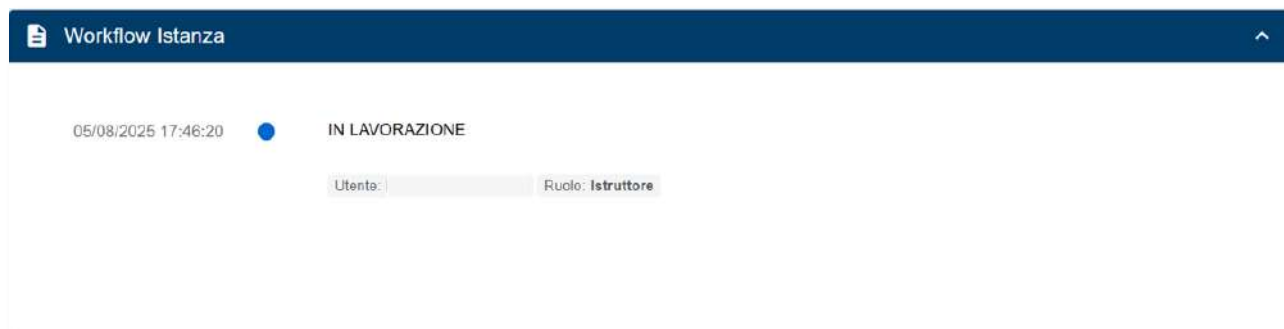 Workflow Istanza
05/08/2025 17:46:20 IN LAVORAZIONE
Utente: Ruolo: Istruttore